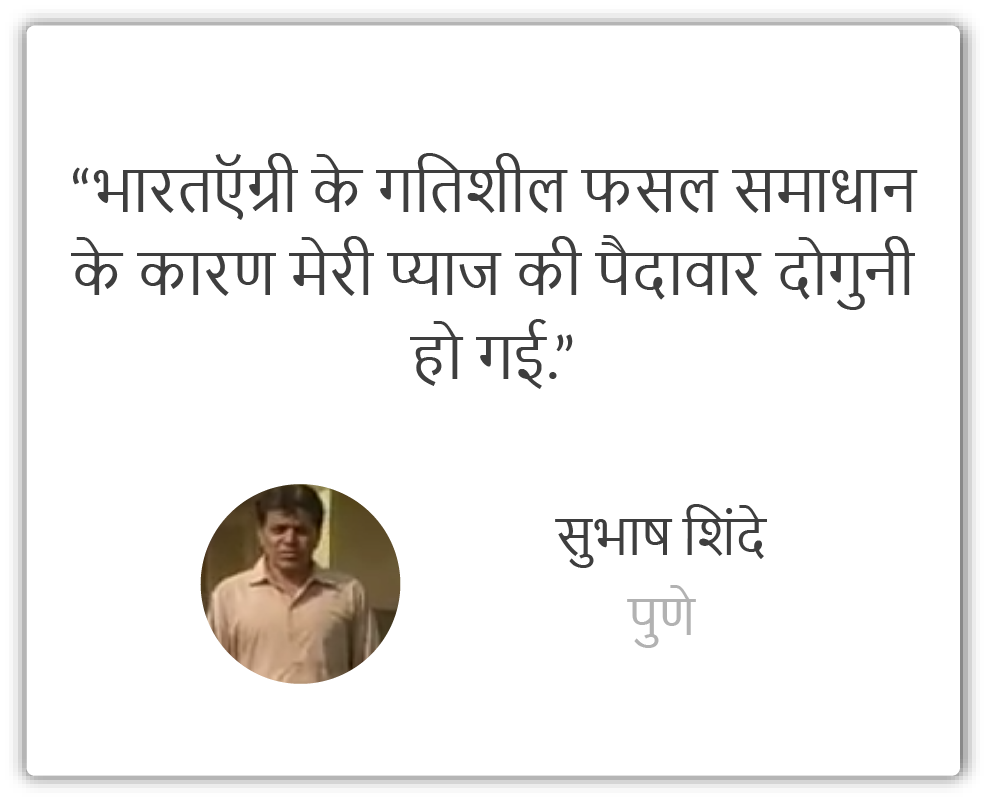 “भारतऍग्री के गतिशील फसल समाधान
के कारण मेरी प्याज की पैदावार दोगुनी
हो गई.”
सुभाष शिंदे
पुणे